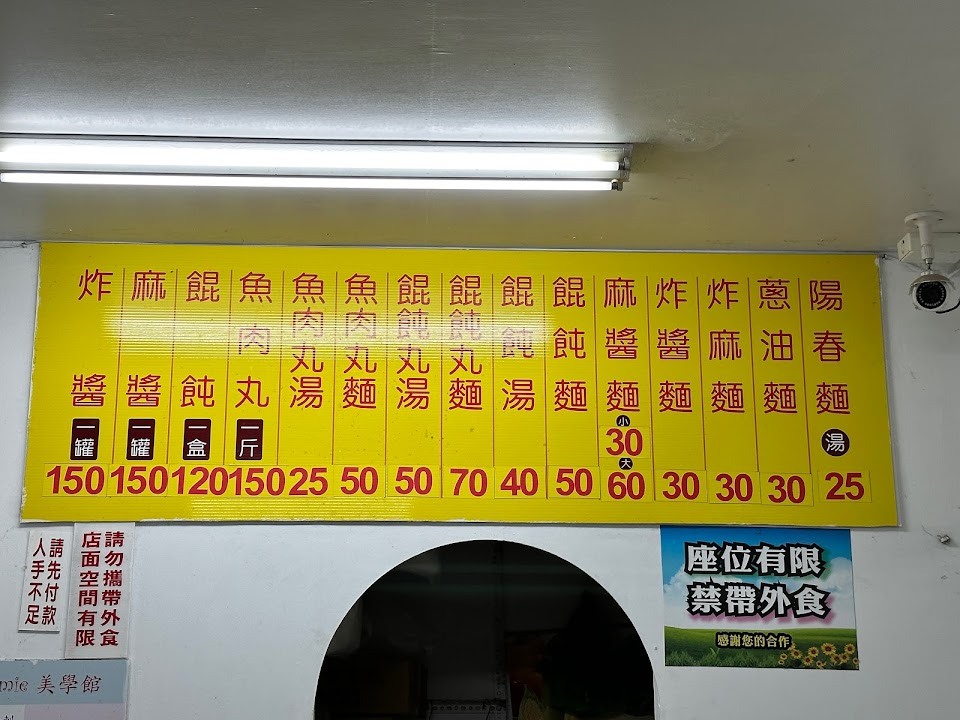 陽春麵 湯 25
蔥油麵 30
炸麻麵 30
炸醬麵 30
麻醬麵 小 30 大 60
餛飩麵 50
餛飩湯 40
餛飩丸麵 70
餛飩丸湯 50
魚肉丸麵 50
魚肉丸湯 25
魚肉丸 一斤 150
餛飩 一盒 120
麻醬 一罐 150
炸醬 一罐 150
請勿攜帶外食
店面空間有限
請先付款
人手不足
座位有限
禁帶外食
感謝您的合作
mie 美學館